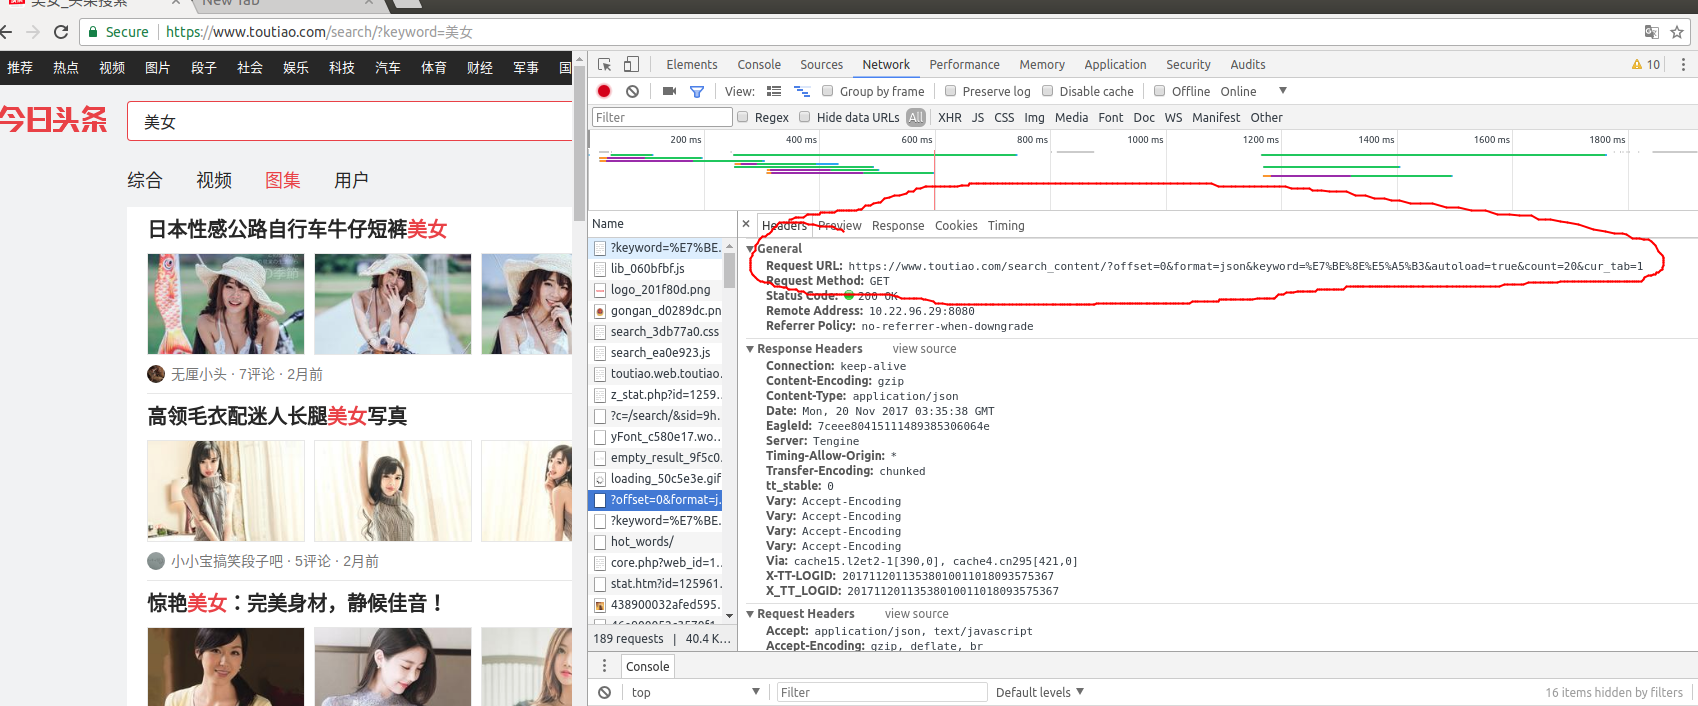 美女_头条搜索
New Tab
Secure
https://www.toutiao.com/search/?keyword=美女
推荐 热点 视频 图片 段子 社会 娱乐 科技 汽车 体育 财经 军事 国
今日头条
美女
综合 视频 图集 用户
日本性感公路自行车牛仔短裤美女
无厘小头 · 7评论 · 2月前
高领毛衣配迷人长腿美女写真
小小宝搞笑段子吧 · 5评论 · 2月前
惊艳美女：完美身材，静候佳音！
Elements Console Sources Network Performance Memory Application Security Audits 10
View: Group by frame Preserve log Disable cache Offline Online
Filter Regex Hide data URLs All XHR JS CSS Img Media Font Doc WS Manifest Other
200 ms 400 ms 600 ms 800 ms 1000 ms 1200 ms 1400 ms 1600 ms 1800 ms
Name
?keyword=%E7%BE.
lib_060bfbf.js
logo_201f80d.png
gongan_d0289dc.pn
search_3db77a0.css
search_ea0e923.js
toutiao.web.toutiao.
z_stat.php?id=1259.
?c=/search/&sid=9h.
yFont_c580e17.wo...
empty_result_9f5c0.
loading_50c5e3e.gif
?offset=0&format=j.
?keyword=%E7%BE.
hot_words/
core.php?web_id=1...
stat.htm?id=125961.
438900032afed595.
189 requests | 40.4 K...
× Headers Preview Response Cookies Timing
General
Request URL: https://www.toutiao.com/search_content/?offset=0&format=json&keyword=%E7%BE%8E%E5%A5%B3&autoload=true&count=20&cur_tab=1
Request Method: GET
Status Code: 200 OK
Remote Address: 10.22.96.29:8080
Referrer Policy: no-referrer-when-downgrade
Response Headers view source
Connection: keep-alive
Content-Encoding: gzip
Content-Type: application/json
Date: Mon, 20 Nov 2017 03:35:38 GMT
EagleId: 7ceee80415111489385306064e
Server: Tengine
Timing-Allow-Origin: *
Transfer-Encoding: chunked
tt_stable: 0
Vary: Accept-Encoding
Vary: Accept-Encoding
Vary: Accept-Encoding
Vary: Accept-Encoding
Via: cache15.l2et2-1[390,0], cache4.cn295[421,0]
X-TT-LOGID: 20171120113538010011018093575367
X_TT_LOGID: 20171120113538010011018093575367
Request Headers view source
Accept: application/json, text/javascript
Accept-Encoding: gzip, deflate, br
Console
top Filter Default levels 16 items hidden by filters